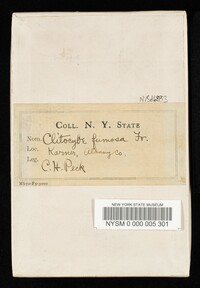 Coll. N. Y. State
Nom. Clitocybe fumosa Fr.
Loc. Karner, Albany Co.
Leg. C. H. Peck
NEW YORK STATE MUSEUM
NYSM 0 000 005 301